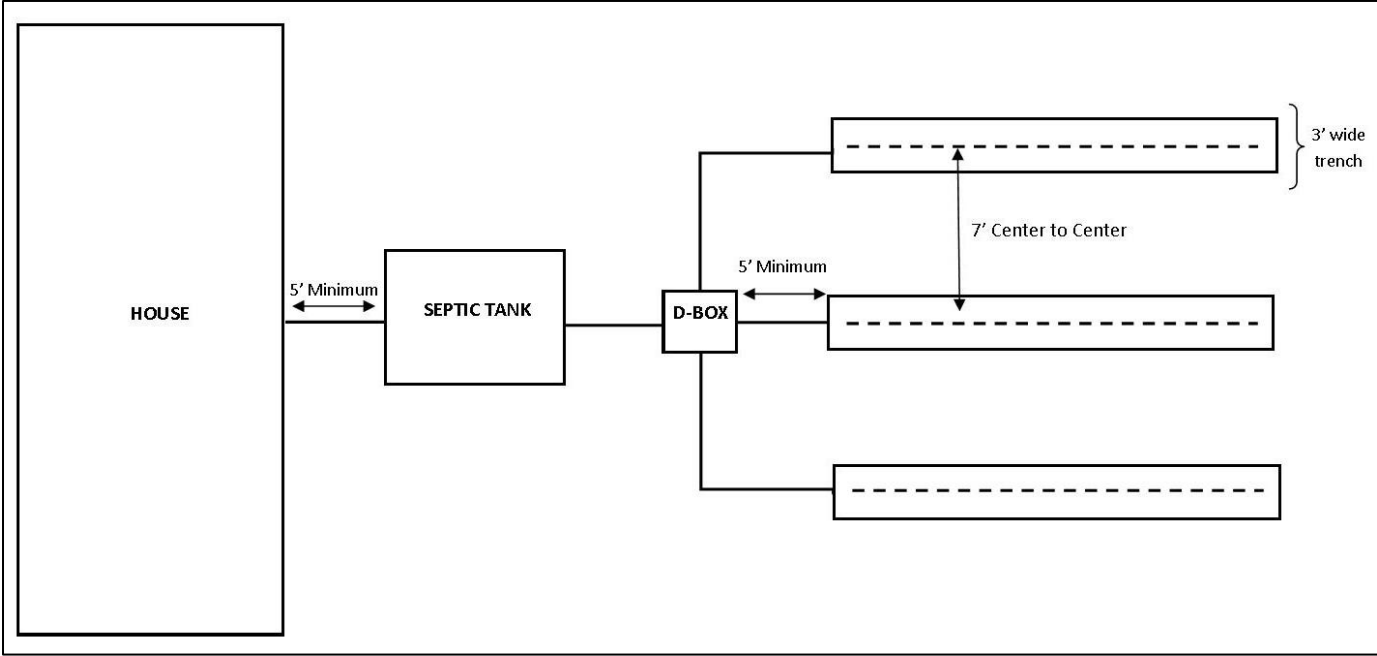 HOUSE
5’ Minimum
SEPTIC TANK
D-BOX
5’ Minimum
7’ Center to Center
3’ wide
trench